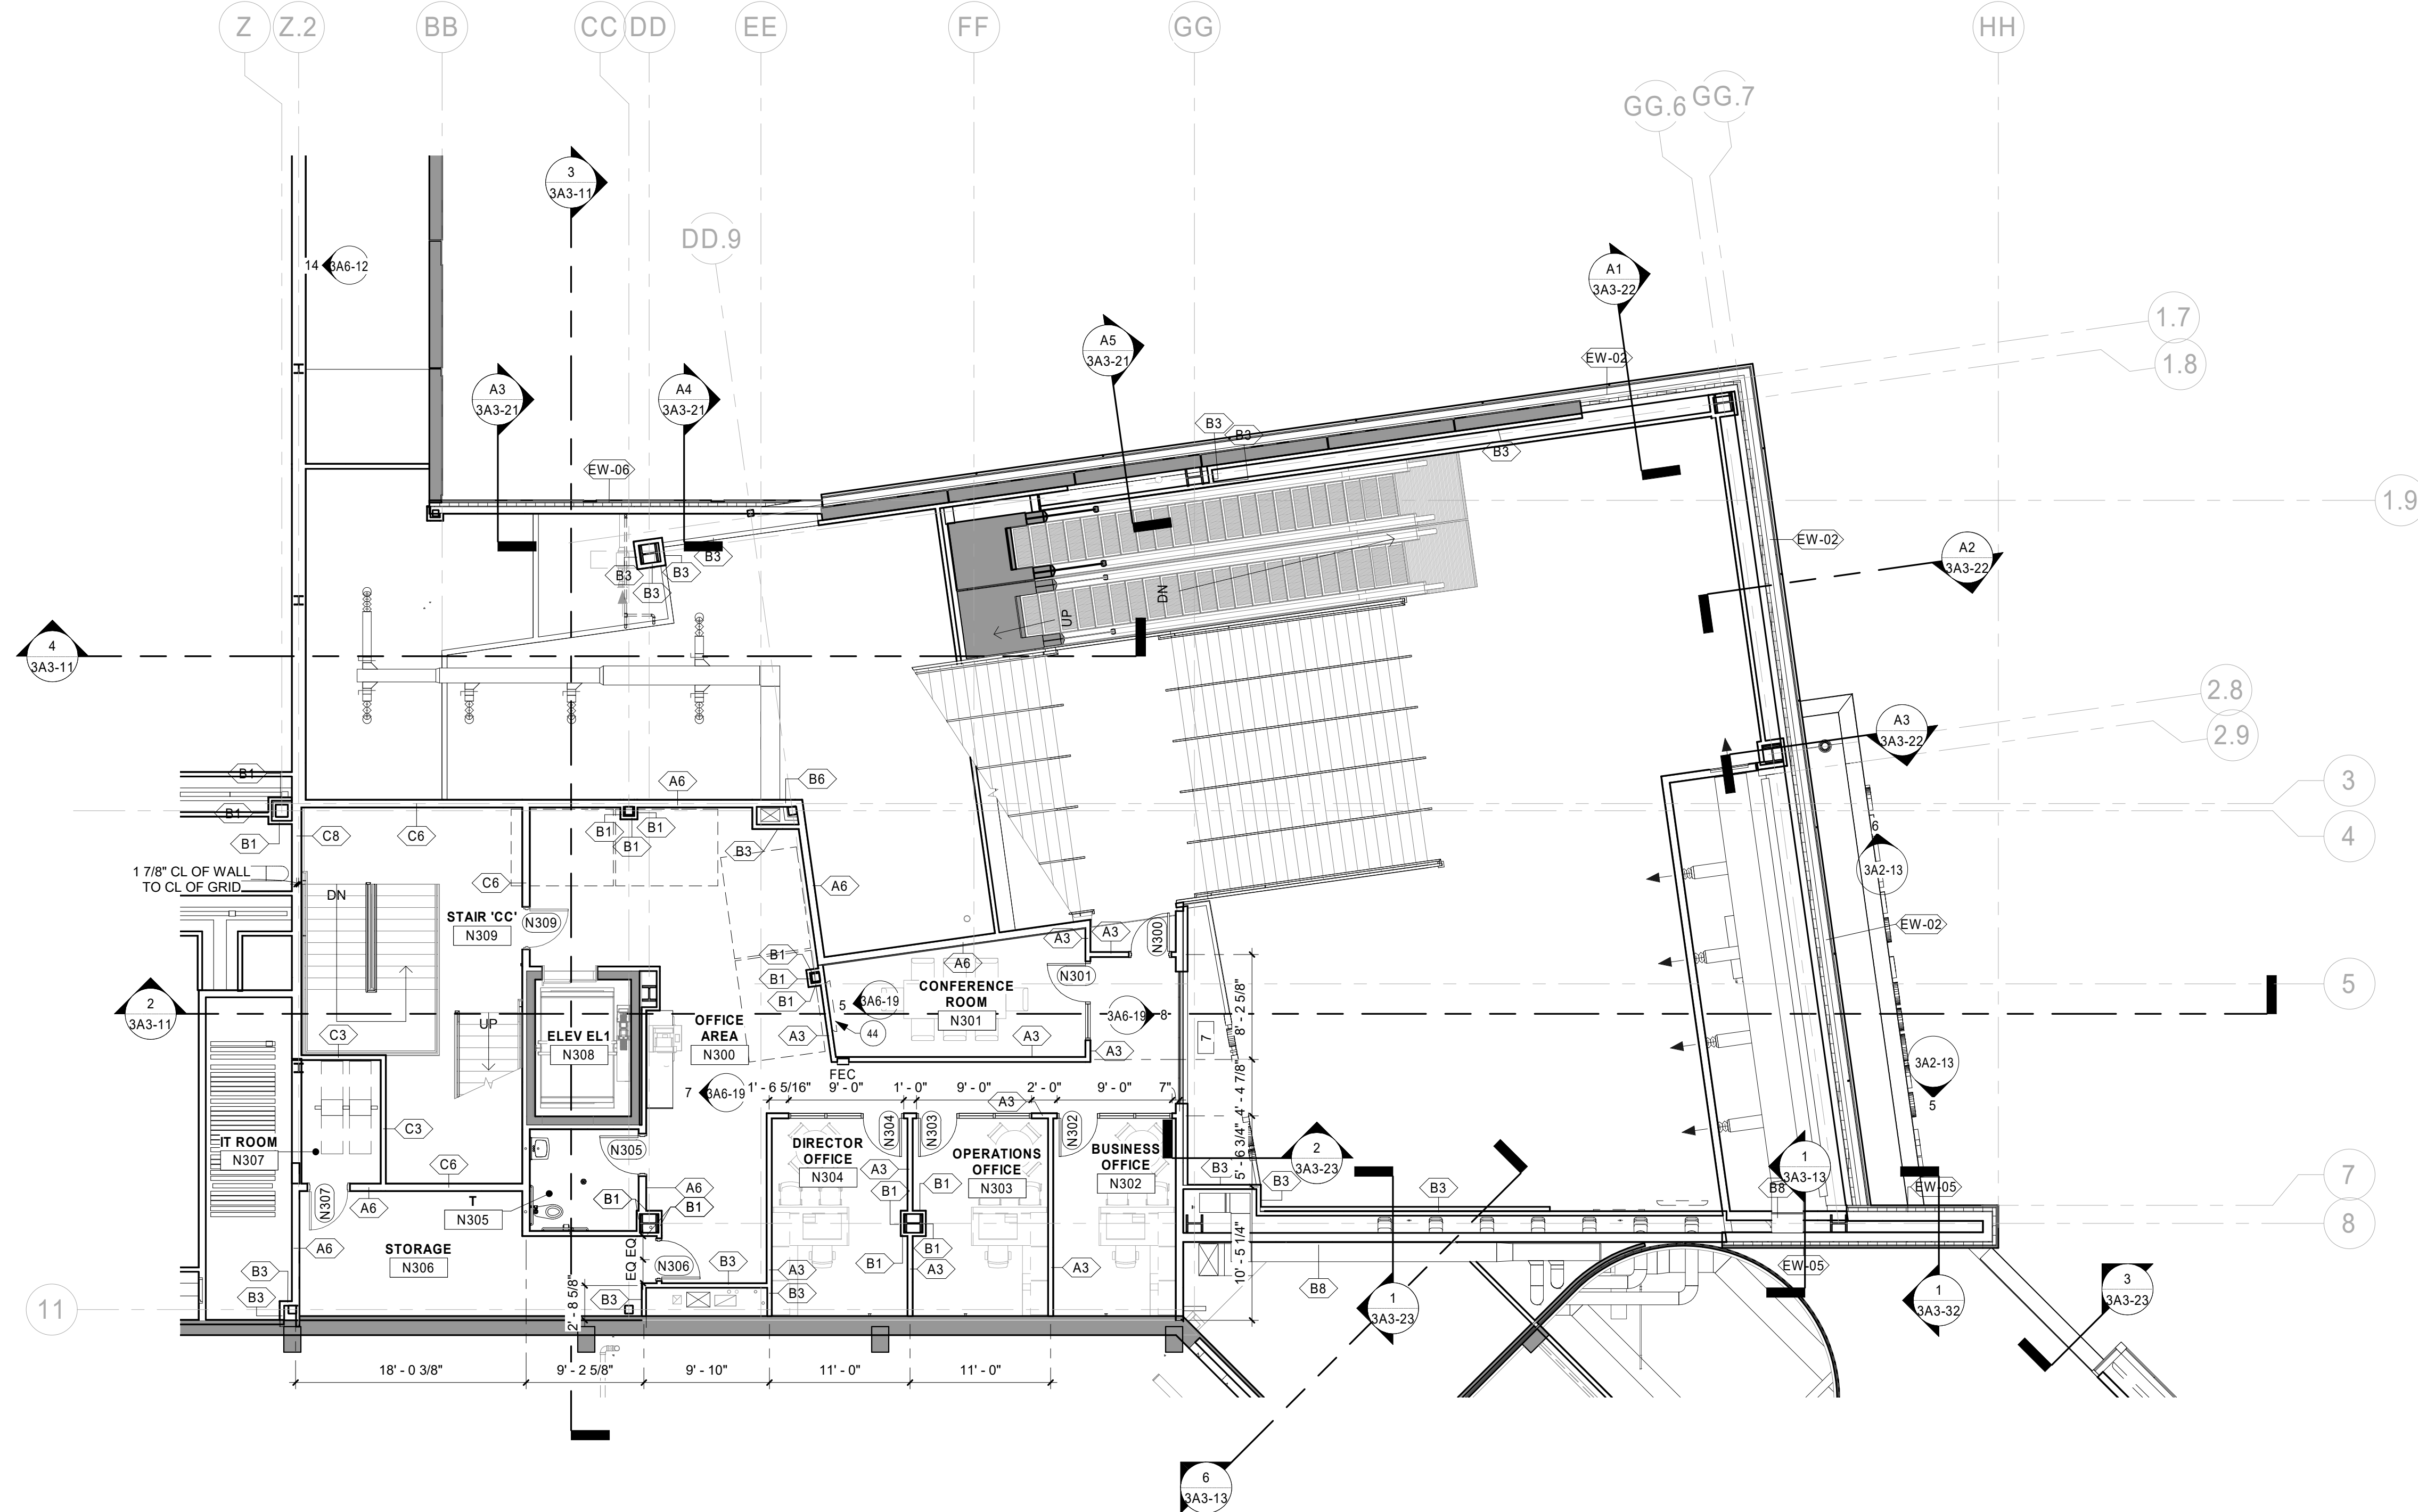 Z
Z.2
BB
CC
DD
EE
FF
GG
HH
GG.6
GG.7
3
3A3-11
DD.9
14
3A6-12
A1
3A3-22
1.7
1.8
A5
3A3-21
EW-02
A3
3A3-21
A4
3A3-21
B3
B3
B3
EW-06
1.9
EW-02
A2
3A3-22
B3
B3
B3
B3
DN
UP
4
3A3-11
2.8
2.9
A3
3A3-22
B1
A6
B6
3
B1
C8
C6
B1
B1
B1
B1
B3
4
6
3A2-13
1 7/8" CL OF WALL
TO CL OF GRID
DN
C6
A6
STAIR 'CC'
N309
N309
A3
A3
N300
EW-02
B1
B1
B1
A6
N301
CONFERENCE
ROOM
N301
5
3A6-19
44
3A6-19
8
8' - 2 5/8"
5
2
3A3-11
UP
C3
ELEV EL1
N308
OFFICE
AREA
N300
A3
A3
A3
7
FEC
3A2-13
5
7
3A6-19
1' - 6 5/16"
9' - 0"
1' - 0"
9' - 0"
2' - 0"
9' - 0"
7"
4' - 4 7/8"
A3
C3
IT ROOM
N307
N305
DIRECTOR
OFFICE
N304
N304
N303
OPERATIONS
OFFICE
N303
N302
BUSINESS
OFFICE
N302
5' - 6 3/4"
2
3A3-23
1
3A3-13
C6
A3
B3
B3
B3
B8
EW-05
7
N307
A6
T
N305
B1
A6
B1
B1
B1
8
A6
STORAGE
N306
EQ
EQ
N306
B3
B1
B1
A3
A3
A3
10' - 5 1/4"
B8
EW-05
B3
B3
B3
B3
2' - 8 5/8"
11
1
3A3-23
1
3A3-32
3
3A3-23
18' - 0 3/8"
9' - 2 5/8"
9' - 10"
11' - 0"
11' - 0"
6
3A3-13